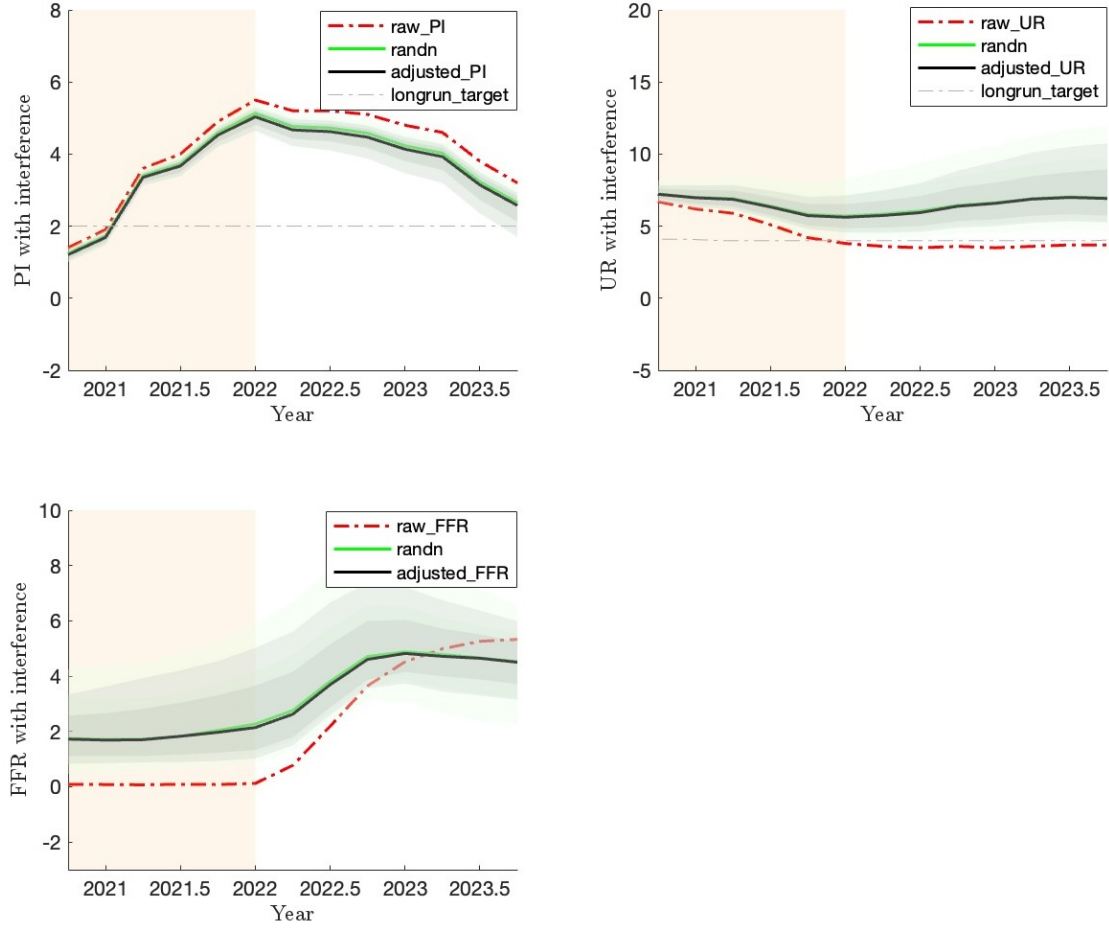 8
6
4
2
0
-2
PI with interference
raw_PI
randn
adjusted_PI
longrun_target
2021 2021.5 2022 2022.5 2023 2023.5
Year
20
15
10
5
0
-5
UR with interference
raw_UR
randn
adjusted_UR
longrun_target
2021 2021.5 2022 2022.5 2023 2023.5
Year
10
8
6
4
2
0
-2
FFR with interference
raw_FFR
randn
adjusted_FFR
2021 2021.5 2022 2022.5 2023 2023.5
Year